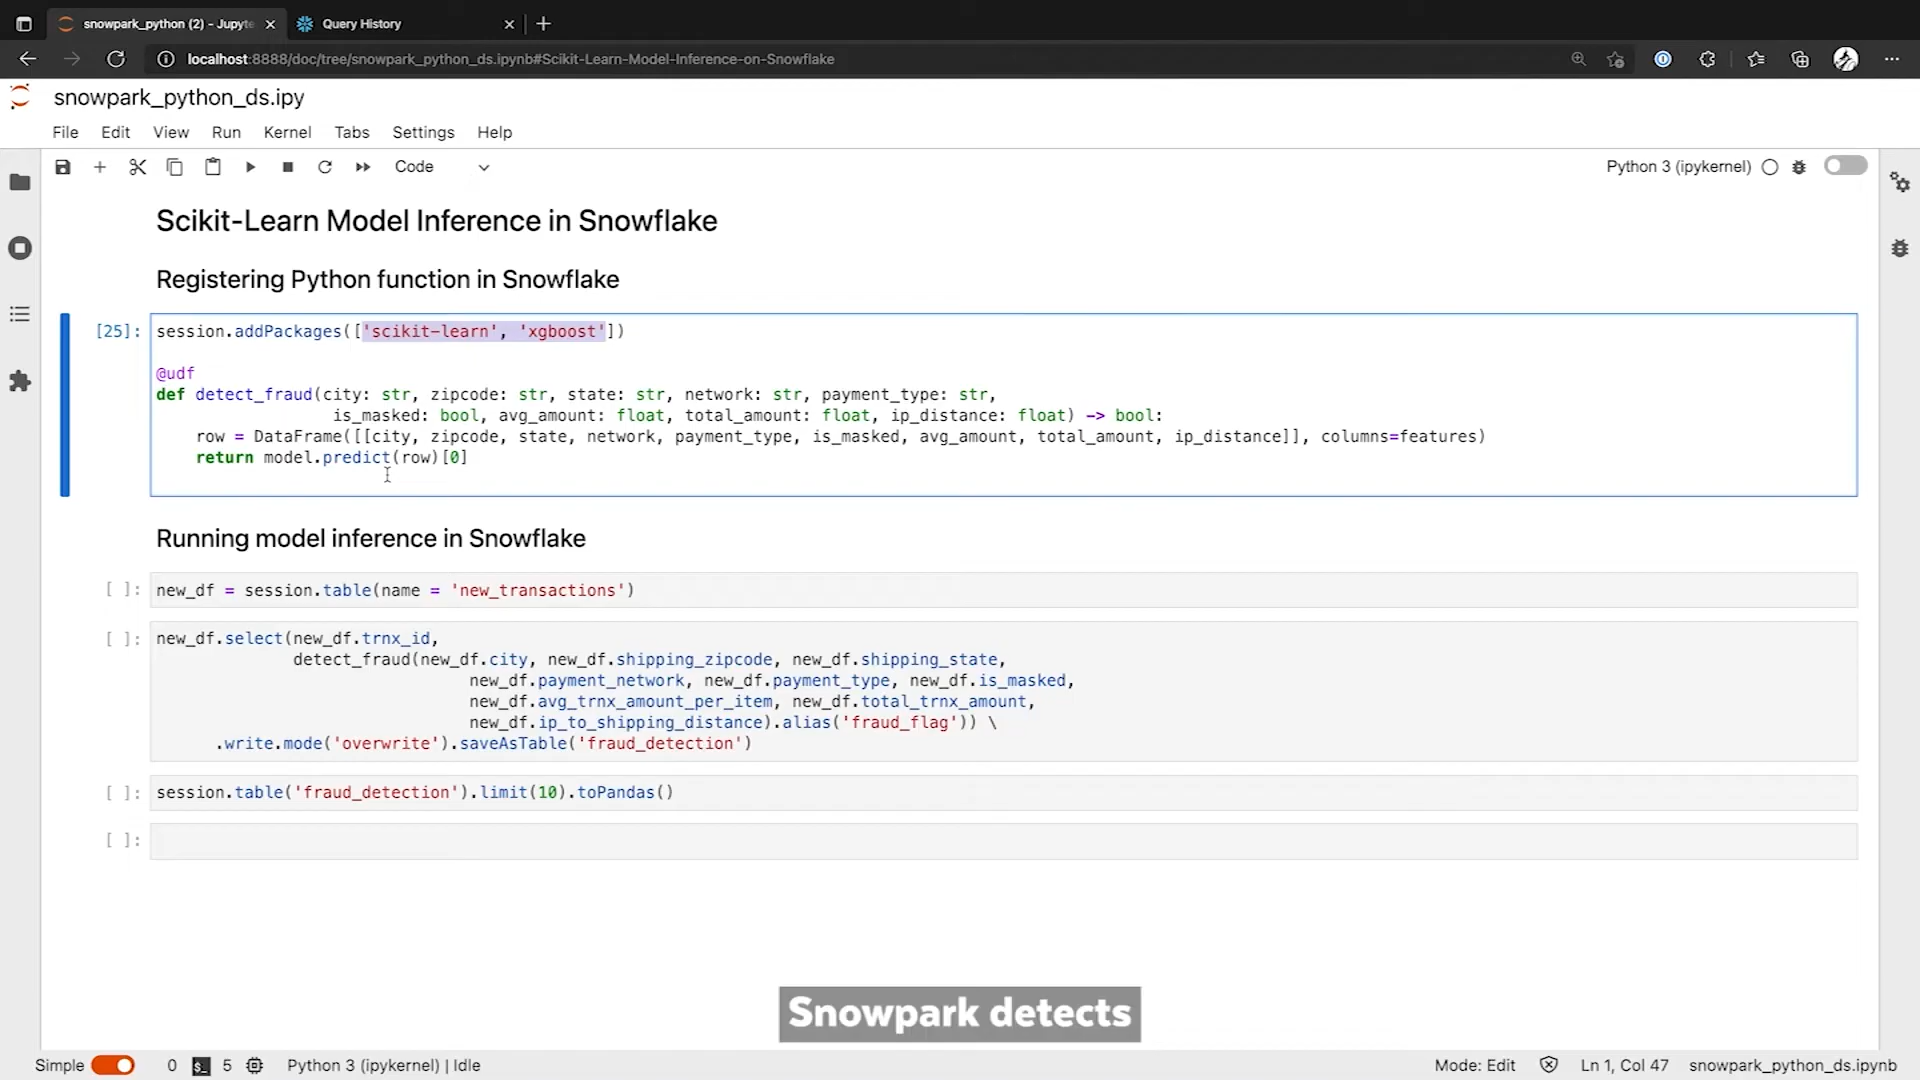 snowpark_python (2) - Jupyte
Query History
localhost:8888/doc/tree/snowpark_python_ds.ipynb#Scikit-Learn-Model-Inference-on-Snowflake
snowpark_python_ds.ipy
File Edit View Run Kernel Tabs Settings Help
Code
Python 3 (ipykernel)
Scikit-Learn Model Inference in Snowflake
Registering Python function in Snowflake
[25]: session.addPackages(['scikit-learn', 'xgboost'])
@udf
def detect_fraud(city: str, zipcode: str, state: str, network: str, payment_type: str,
is_masked: bool, avg_amount: float, total_amount: float, ip_distance: float) -> bool:
row = DataFrame([[city, zipcode, state, network, payment_type, is_masked, avg_amount, total_amount, ip_distance]], columns=features)
return model.predict(row)[0]
Running model inference in Snowflake
[ ]: new_df = session.table(name = 'new_transactions')
[ ]: new_df.select(new_df.trnx_id,
detect_fraud(new_df.city, new_df.shipping_zipcode, new_df.shipping_state,
new_df.payment_network, new_df.payment_type, new_df.is_masked,
new_df.avg_trnx_amount_per_item, new_df.total_trnx_amount,
new_df.ip_to_shipping_distance).alias('fraud_flag')) \
.write.mode('overwrite').saveAsTable('fraud_detection')
[ ]: session.table('fraud_detection').limit(10).toPandas()
[ ]:
Snowpark detects
Simple 0 $_ 5 Python 3 (ipykernel) | Idle
Mode: Edit Ln 1, Col 47 snowpark_python_ds.ipynb